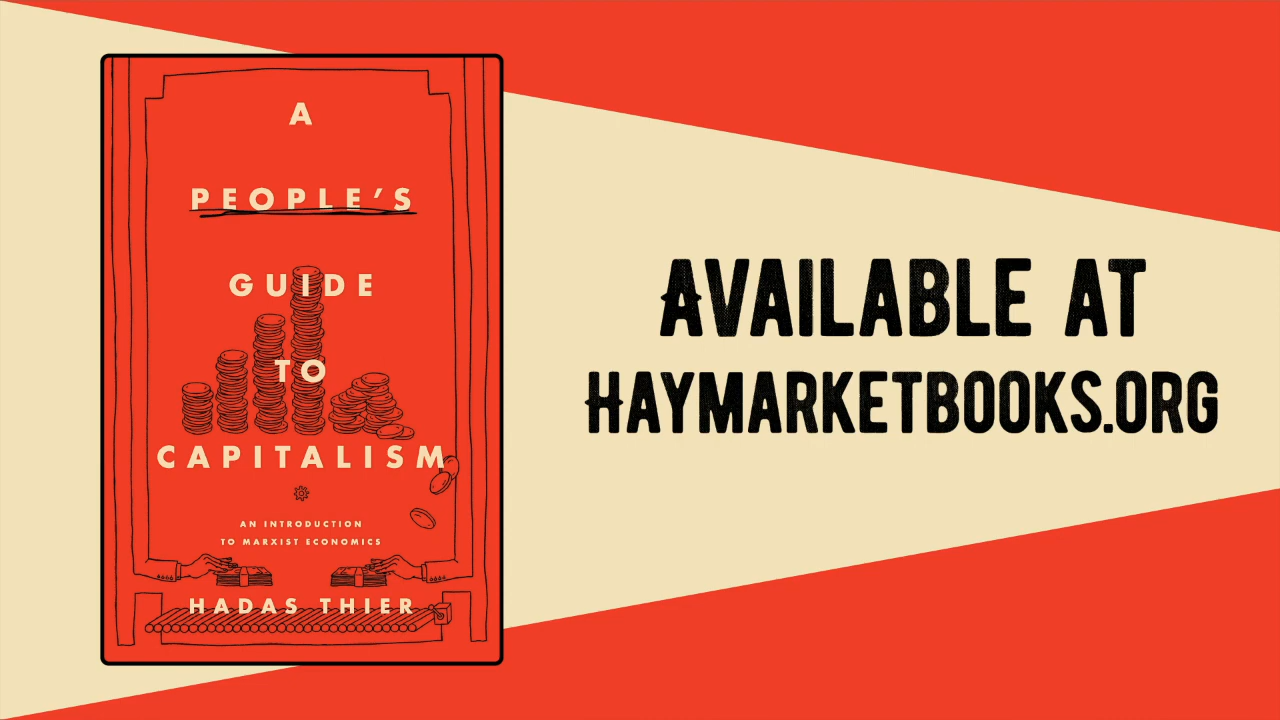 A
PEOPLE'S
GUIDE
TO
CAPITALISM
AN INTRODUCTION
TO MARXIST ECONOMICS
HADAS THIER
AVAILABLE AT
HAYMARKETBOOKS.ORG